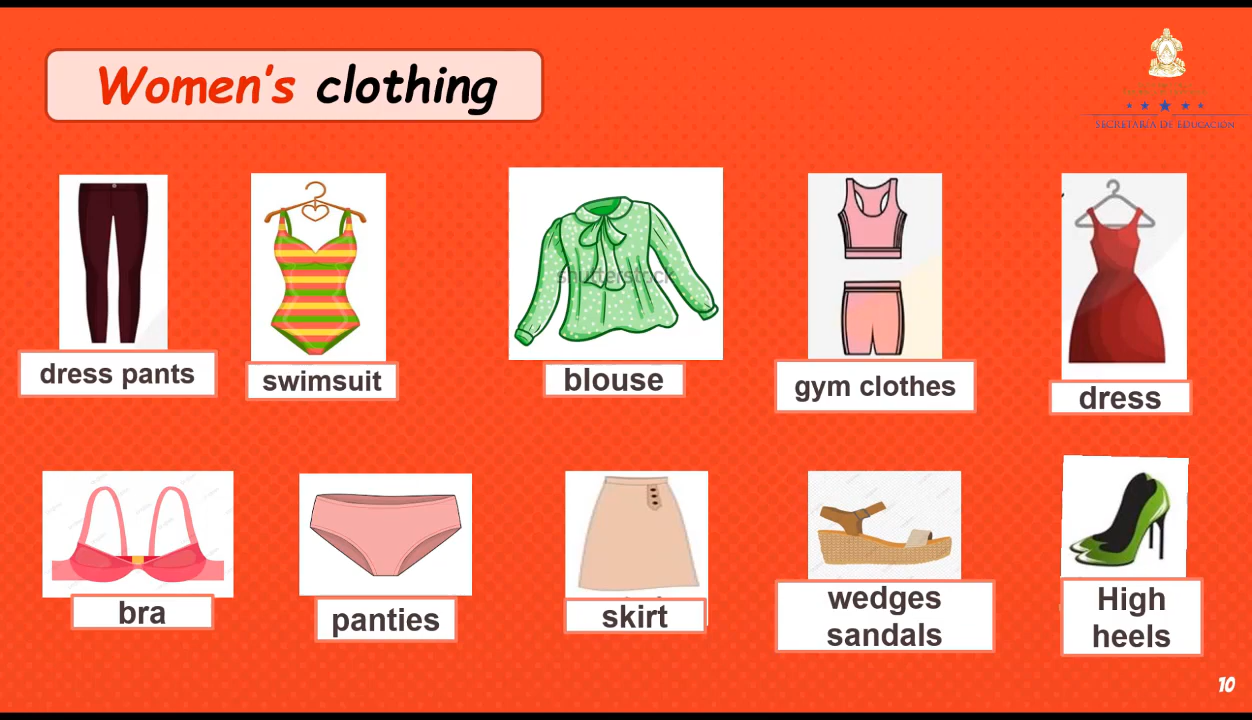 Women's clothing
SECRETARÍA DE EDUCACIÓN
shutterstock
dress pants
swimsuit
blouse
gym clothes
dress
bra
panties
skirt
wedges
sandals
High
heels
10